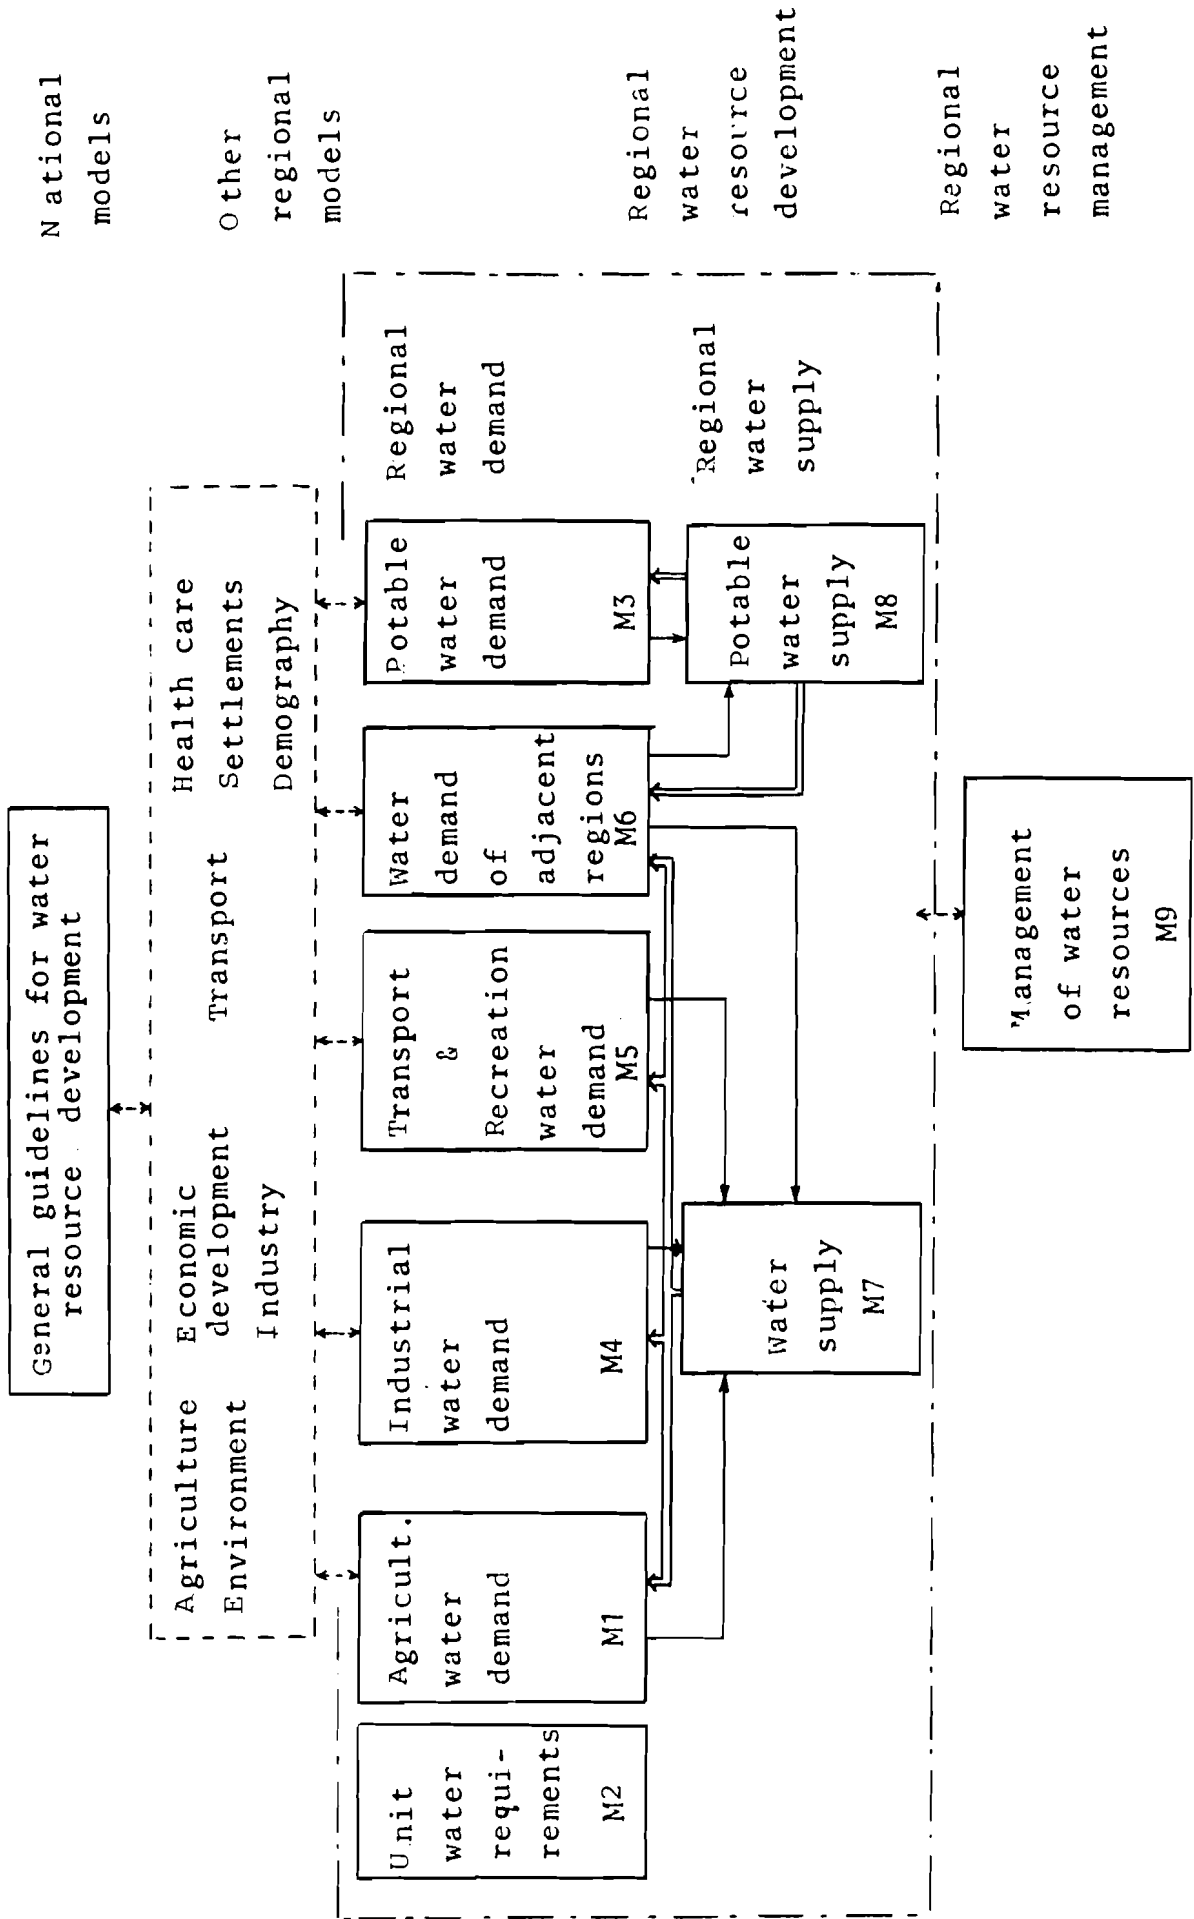 National
models
General guidelines for water
resource development
Other
regional
models
Agriculture
Environment
Economic
development
Industry
Transport
Health care
Settlements
Demography
Regional
water
resource
development
Regional
water
demand
Unit
water
requi-
rements
M2
Agricult.
water
demand
M1
Industrial
water
demand
M4
Transport
&
Recreation
water
demand
M5
Water
demand
of
adjacent
regions
M6
Potable
water
demand
M3
Regional
water
supply
Water
supply
M7
Potable
water
supply
M8
Regional
water
resource
management
Management
of water
resources
M9